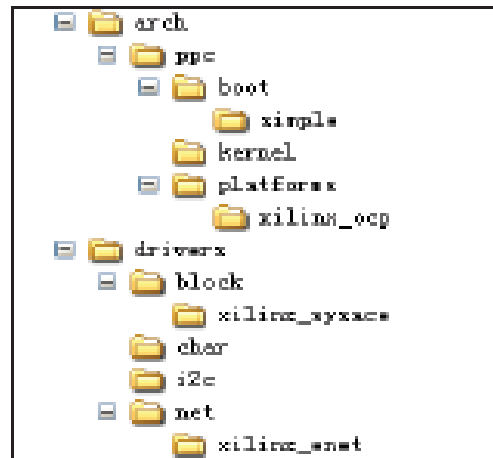 arch
ppc
boot
simple
kernel
platforms
xilinx_ocp
drivers
block
xilinx_sysace
char
i2c
net
xilinx_enet